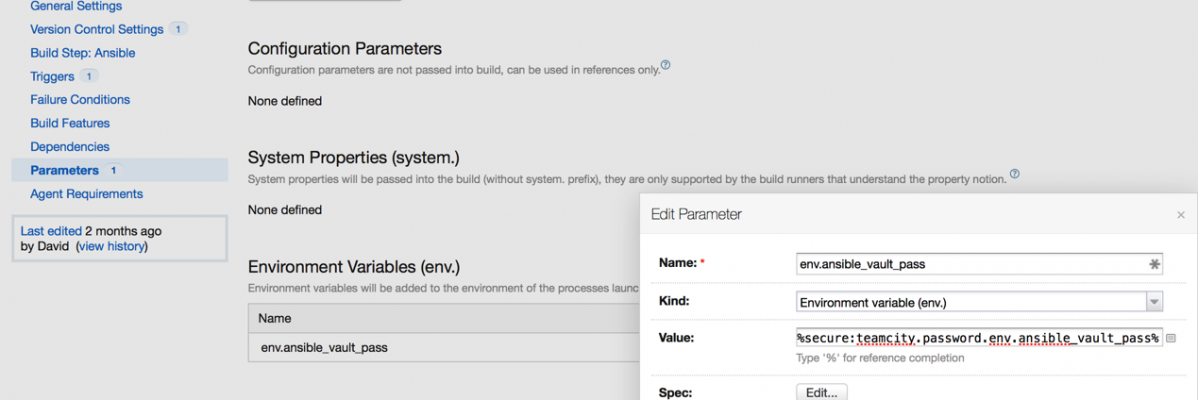 General Settings
Version Control Settings 1
Build Step: Ansible
Triggers 1
Failure Conditions
Build Features
Dependencies
Parameters 1
Agent Requirements
Last edited 2 months ago
by David (view history)
Configuration Parameters
Configuration parameters are not passed into build, can be used in references only. ?
None defined
System Properties (system.)
System properties will be passed into the build (without system. prefix), they are only supported by the build runners that understand the property notion. ?
None defined
Environment Variables (env.)
Environment variables will be added to the environment of the processes launc
Name
env.ansible_vault_pass
Edit Parameter ×
Name: * env.ansible_vault_pass
Kind: Environment variable (env.)
Value: %secure:teamcity.password.env.ansible_vault_pass%
Type '%' for reference completion
Spec: Edit...